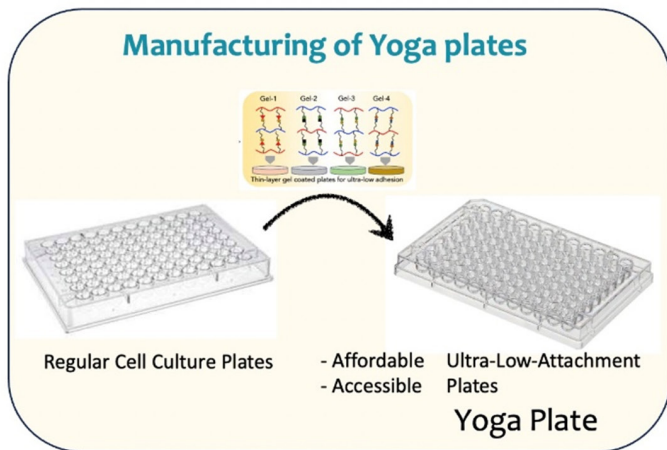 Manufacturing of Yoga plates
Gel-1 Gel-2 Gel-3 Gel-4
Thin-layer gel coated plates for ultra-low adhesion
Regular Cell Culture Plates
- Affordable
- Accessible
Ultra-Low-Attachment
Plates
Yoga Plate